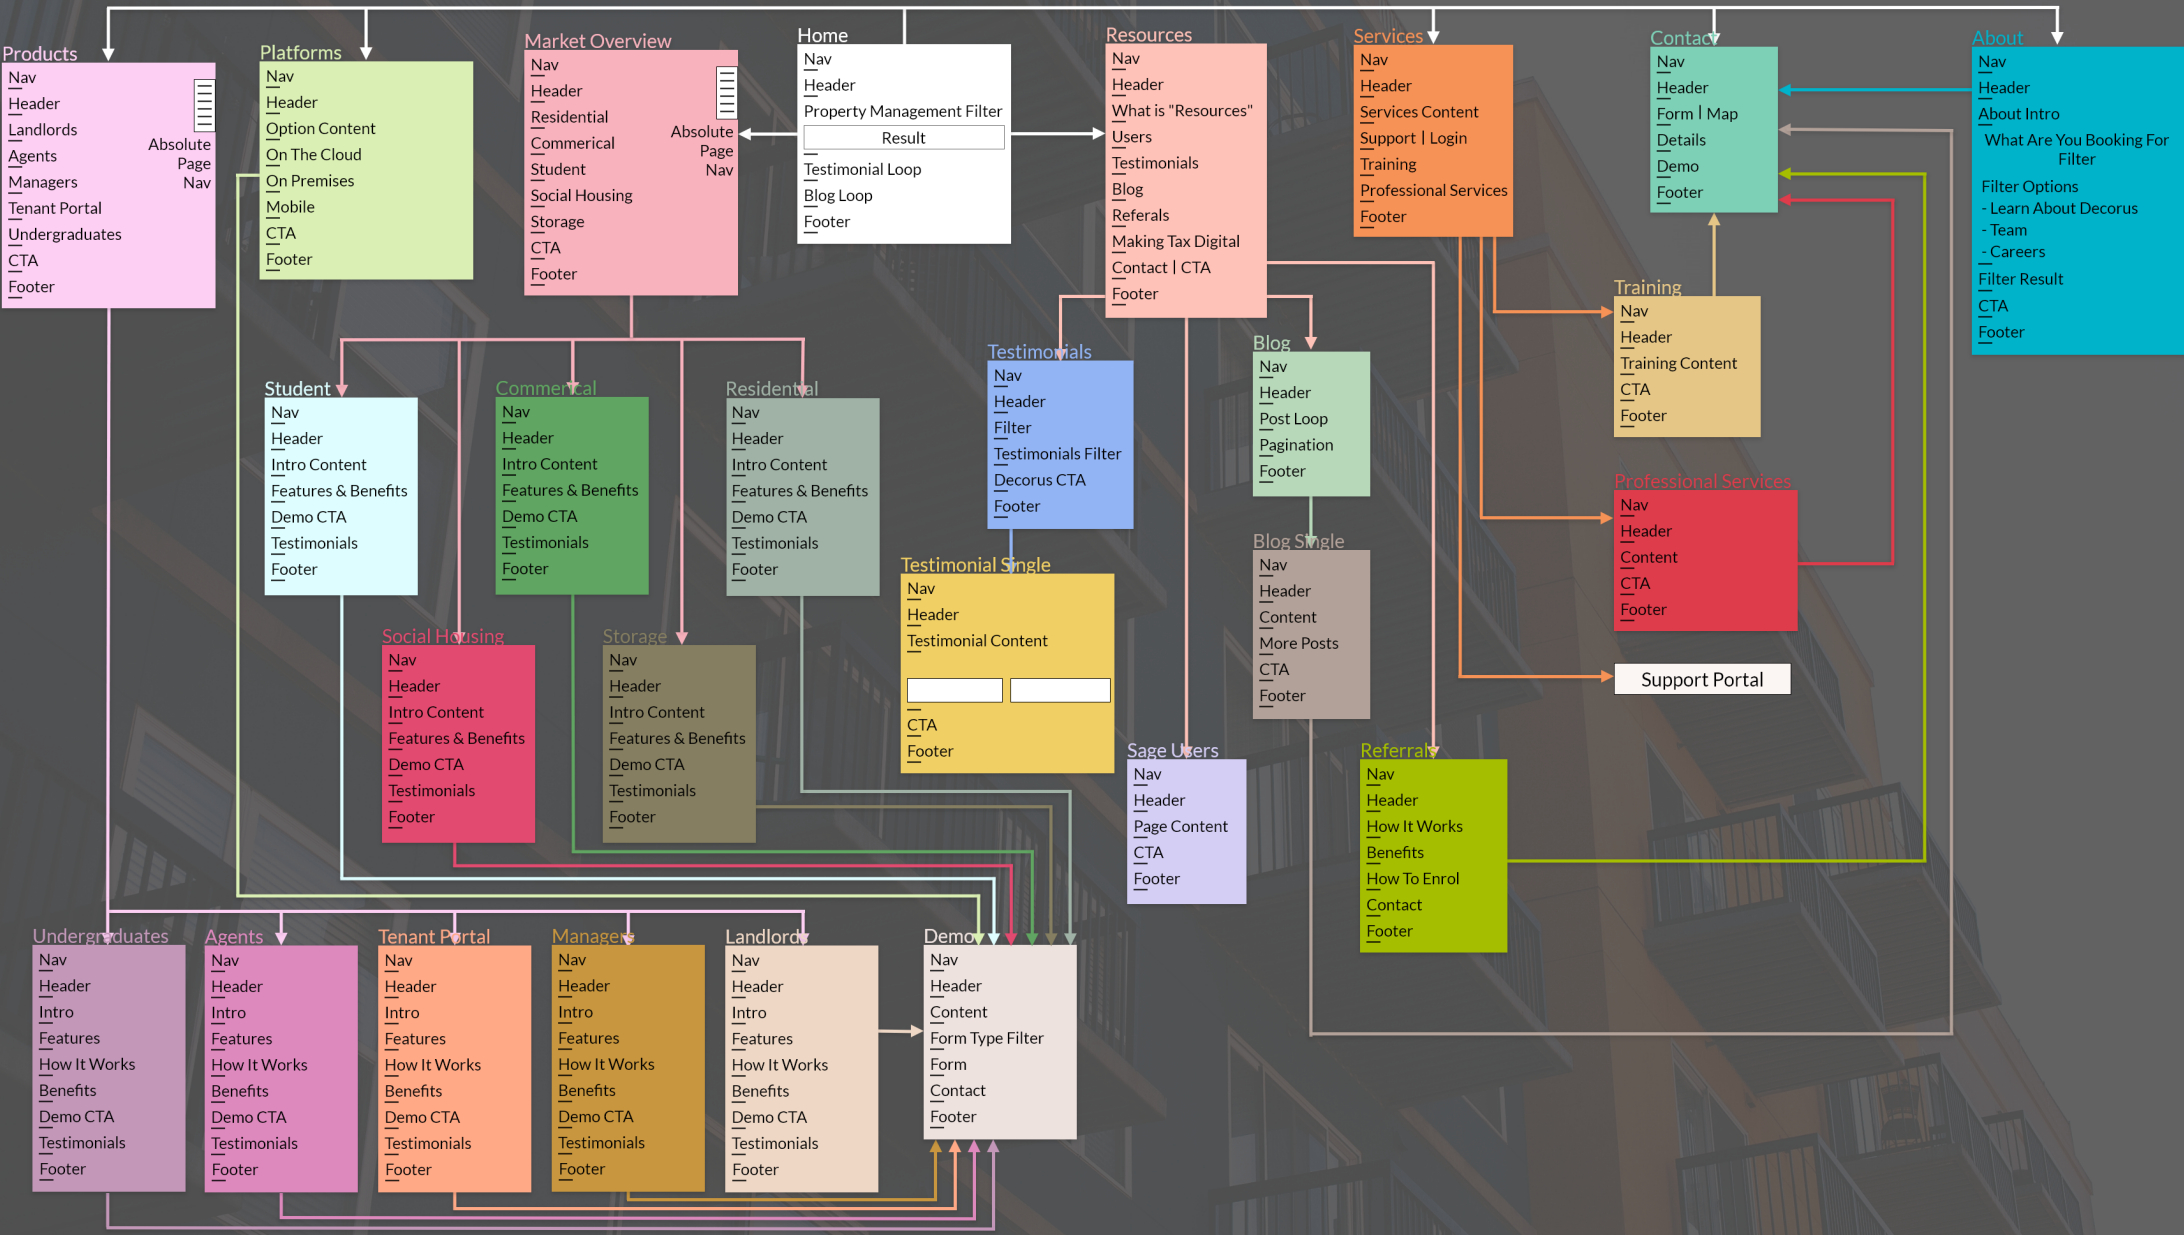 Products
Nav
Header
Landlords
Agents
Managers
Tenant Portal
Undergraduates
CTA
Footer
Absolute
Page
Nav
Platforms
Nav
Header
Option Content
On The Cloud
On Premises
Mobile
CTA
Footer
Market Overview
Nav
Header
Residential
Commerical
Student
Social Housing
Storage
CTA
Footer
Absolute
Page
Nav
Home
Nav
Header
Property Management Filter
Result
Testimonial Loop
Blog Loop
Footer
Resources
Nav
Header
What is "Resources"
Users
Testimonials
Blog
Referals
Making Tax Digital
Contact | CTA
Footer
Services
Nav
Header
Services Content
Support | Login
Training
Professional Services
Footer
Contact
Nav
Header
Form | Map
Details
Demo
Footer
About
Nav
Header
About Intro
What Are You Booking For
Filter
Filter Options
- Learn About Decorus
- Team
- Careers
Filter Result
CTA
Footer
Training
Nav
Header
Training Content
CTA
Footer
Student
Nav
Header
Intro Content
Features & Benefits
Demo CTA
Testimonials
Footer
Commerical
Nav
Header
Intro Content
Features & Benefits
Demo CTA
Testimonials
Footer
Residential
Nav
Header
Intro Content
Features & Benefits
Demo CTA
Testimonials
Footer
Testimonials
Nav
Header
Filter
Testimonials Filter
Decorus CTA
Footer
Blog
Nav
Header
Post Loop
Pagination
Footer
Professional Services
Nav
Header
Content
CTA
Footer
Testimonial Single
Nav
Header
Testimonial Content
CTA
Footer
Blog Single
Nav
Header
Content
More Posts
CTA
Footer
Support Portal
Social Housing
Nav
Header
Intro Content
Features & Benefits
Demo CTA
Testimonials
Footer
Storage
Nav
Header
Intro Content
Features & Benefits
Demo CTA
Testimonials
Footer
Sage Users
Nav
Header
Page Content
CTA
Footer
Referrals
Nav
Header
How It Works
Benefits
How To Enrol
Contact
Footer
Undergraduates
Nav
Header
Intro
Features
How It Works
Benefits
Demo CTA
Testimonials
Footer
Agents
Nav
Header
Intro
Features
How It Works
Benefits
Demo CTA
Testimonials
Footer
Tenant Portal
Nav
Header
Intro
Features
How It Works
Benefits
Demo CTA
Testimonials
Footer
Managers
Nav
Header
Intro
Features
How It Works
Benefits
Demo CTA
Testimonials
Footer
Landlords
Nav
Header
Intro
Features
How It Works
Benefits
Demo CTA
Testimonials
Footer
Demo
Nav
Header
Content
Form Type Filter
Form
Contact
Footer